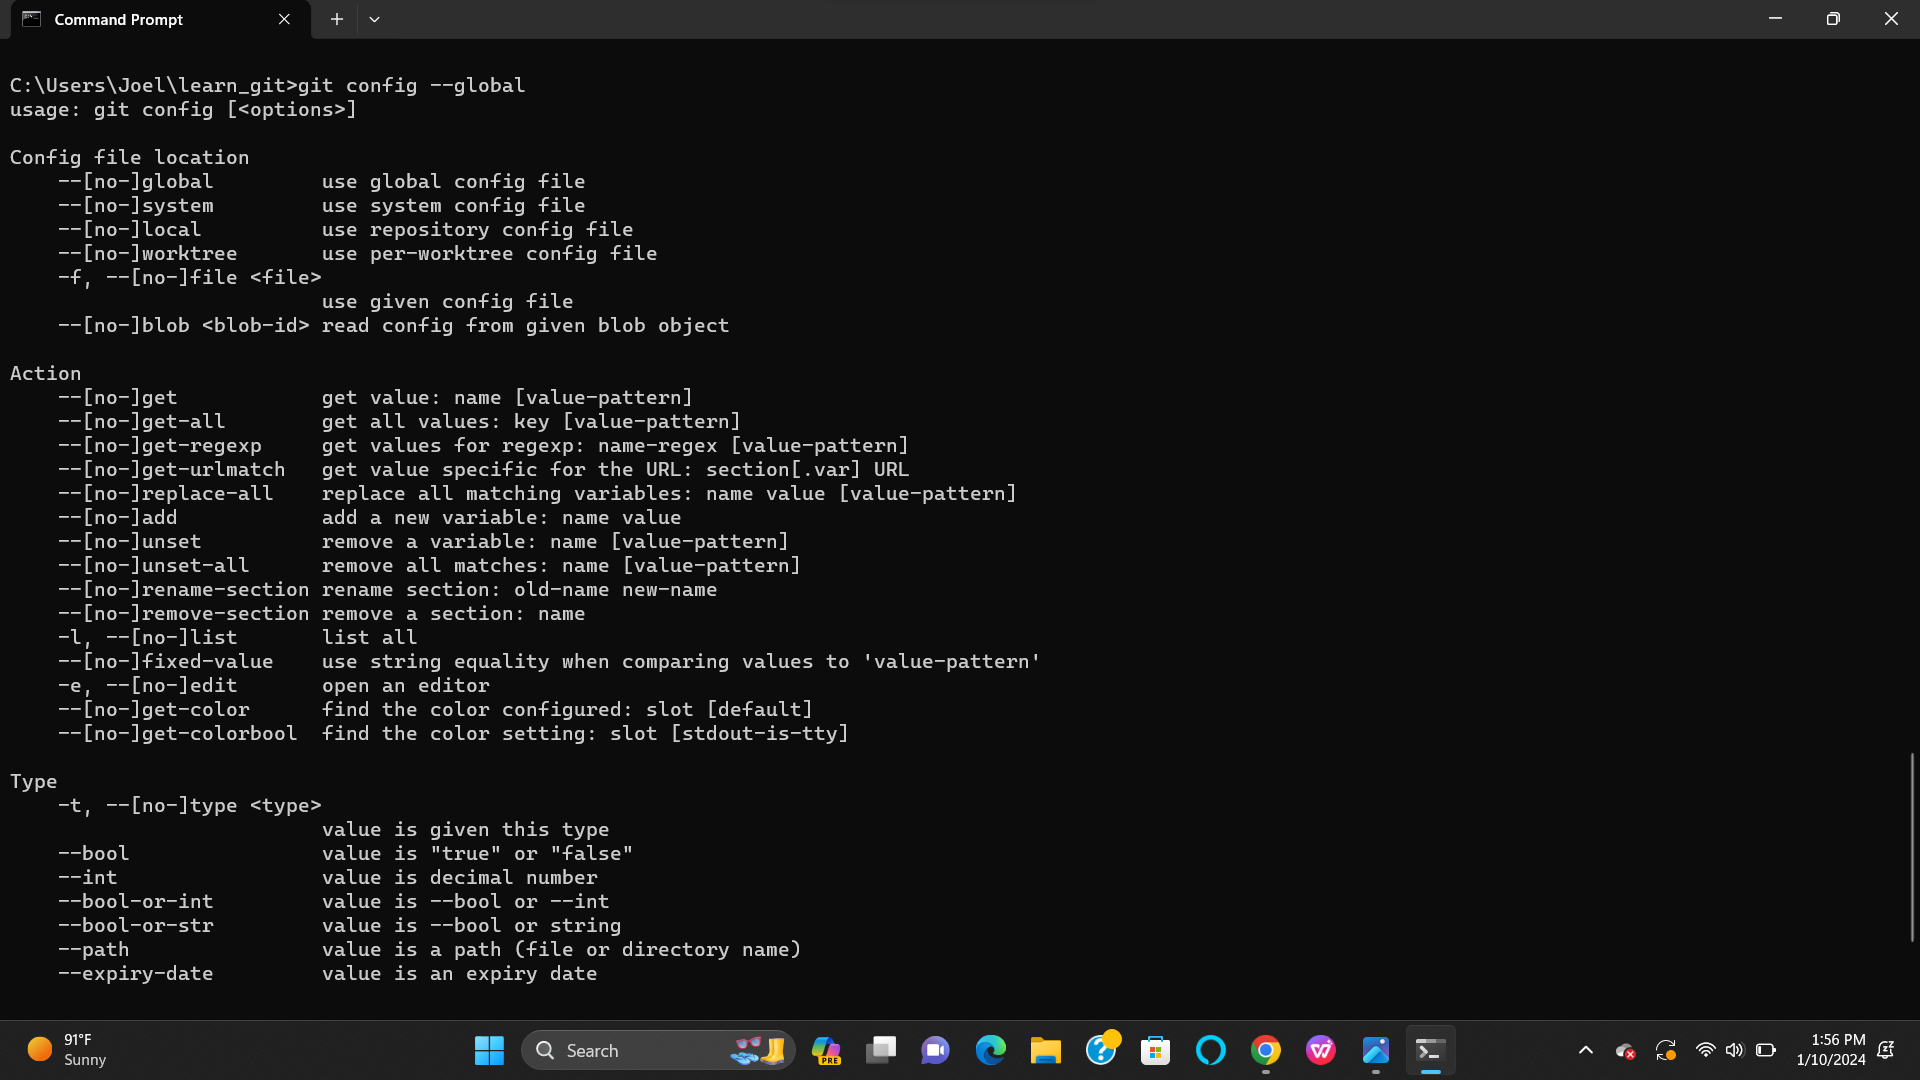 Command Prompt
C:\Users\Joel\learn_git>git config --global
usage: git config [<options>]
Config file location
--[no-]global use global config file
--[no-]system use system config file
--[no-]local use repository config file
--[no-]worktree use per-worktree config file
-f, --[no-]file <file>
use given config file
--[no-]blob <blob-id> read config from given blob object
Action
--[no-]get get value: name [value-pattern]
--[no-]get-all get all values: key [value-pattern]
--[no-]get-regexp get values for regexp: name-regex [value-pattern]
--[no-]get-urlmatch get value specific for the URL: section[.var] URL
--[no-]replace-all replace all matching variables: name value [value-pattern]
--[no-]add add a new variable: name value
--[no-]unset remove a variable: name [value-pattern]
--[no-]unset-all remove all matches: name [value-pattern]
--[no-]rename-section rename section: old-name new-name
--[no-]remove-section remove a section: name
-l, --[no-]list list all
--[no-]fixed-value use string equality when comparing values to 'value-pattern'
-e, --[no-]edit open an editor
--[no-]get-color find the color configured: slot [default]
--[no-]get-colorbool find the color setting: slot [stdout-is-tty]
Type
-t, --[no-]type <type>
value is given this type
--bool value is "true" or "false"
--int value is decimal number
--bool-or-int value is --bool or --int
--bool-or-str value is --bool or string
--path value is a path (file or directory name)
--expiry-date value is an expiry date
91°F
Sunny
Search
PRE
1:56 PM
1/10/2024